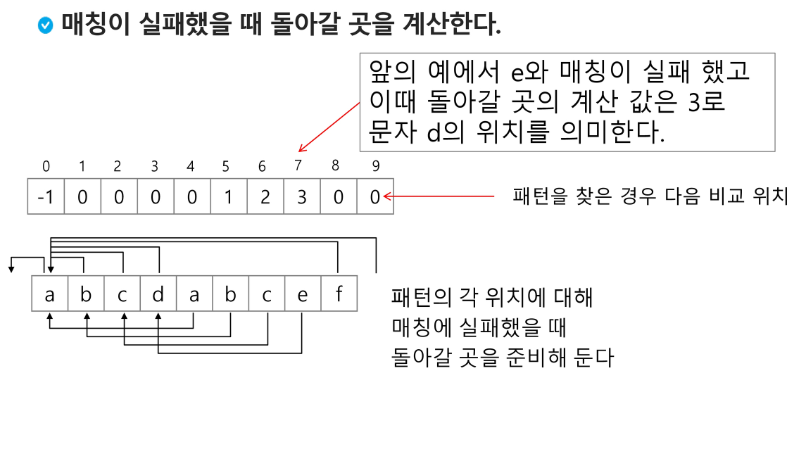 매칭이 실패했을 때 돌아갈 곳을 계산한다.
앞의 예에서 e와 매칭이 실패 했고
이때 돌아갈 곳의 계산 값은 3로
문자 d의 위치를 의미한다.
0 1 2 3 4 5 6 7 8 9
-1 0 0 0 0 1 2 3 0 0
패턴을 찾은 경우 다음 비교 위치
a b c d a b c e f
패턴의 각 위치에 대해
매칭에 실패했을 때
돌아갈 곳을 준비해 둔다